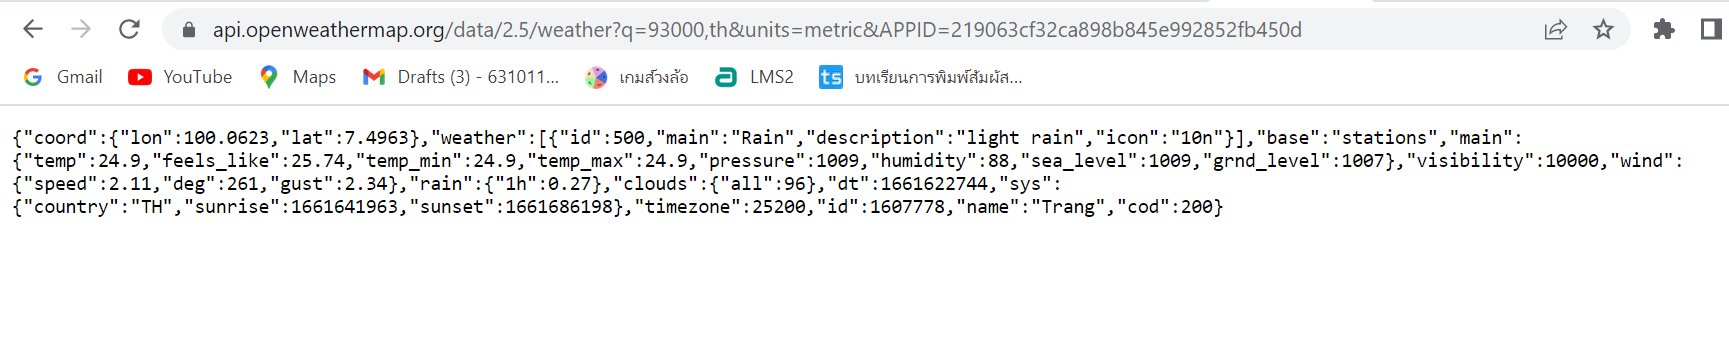 api.openweathermap.org/data/2.5/weather?q=93000,th&units=metric&APPID=219063cf32ca898b845e992852fb450d
Gmail YouTube Maps Drafts (3) - 631011... เกมส์วงล้อ LMS2 ts บทเรียนการพิมพ์สัมผัส...
{"coord":{"lon":100.0623,"lat":7.4963},"weather":[{"id":500,"main":"Rain","description":"light rain","icon":"10n"}],"base":"stations","main":
{"temp":24.9,"feels_like":25.74,"temp_min":24.9,"temp_max":24.9,"pressure":1009,"humidity":88,"sea_level":1009,"grnd_level":1007},"visibility":10000,"wind":
{"speed":2.11,"deg":261,"gust":2.34},"rain":{"1h":0.27},"clouds":{"all":96},"dt":1661622744,"sys":
{"country":"TH","sunrise":1661641963,"sunset":1661686198},"timezone":25200,"id":1607778,"name":"Trang","cod":200}